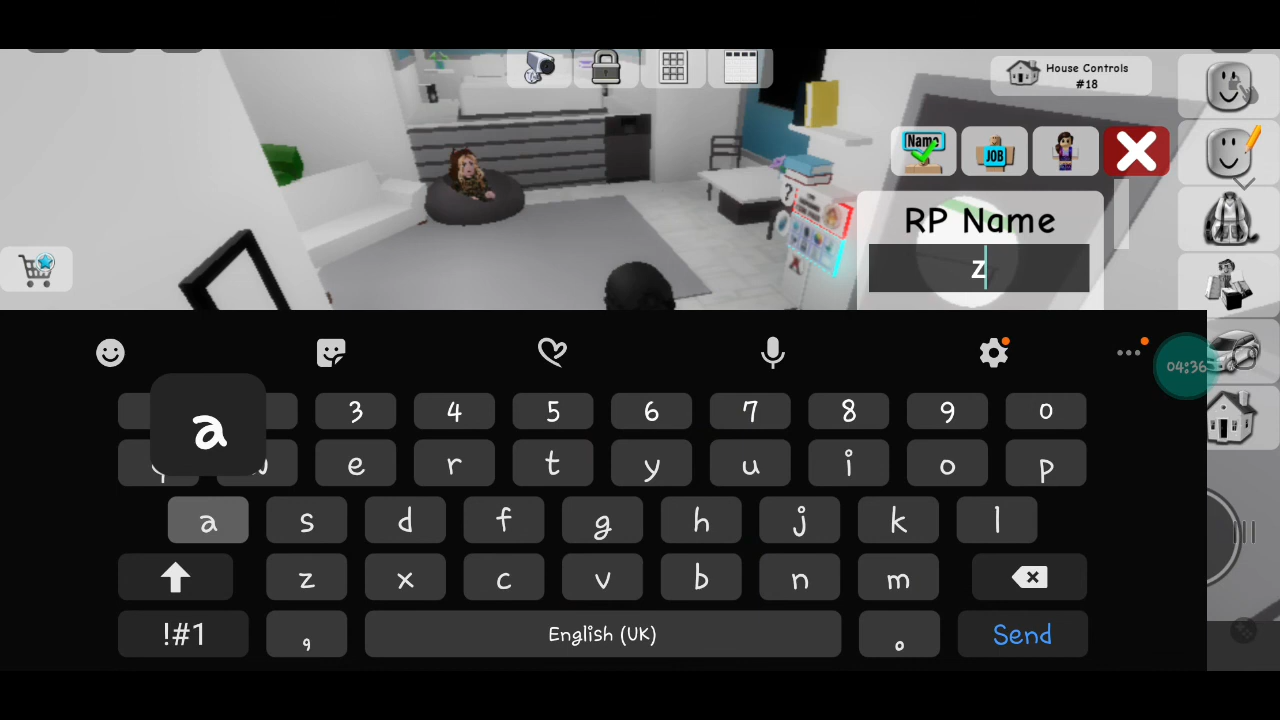 House Controls
#18
Name
JOB
RP Name
z
04:36
a
3 4 5 6 7 8 9 0
e r t y u i o p
a s d f g h j k l
z x c v b n m
!#1 , English (UK) . Send